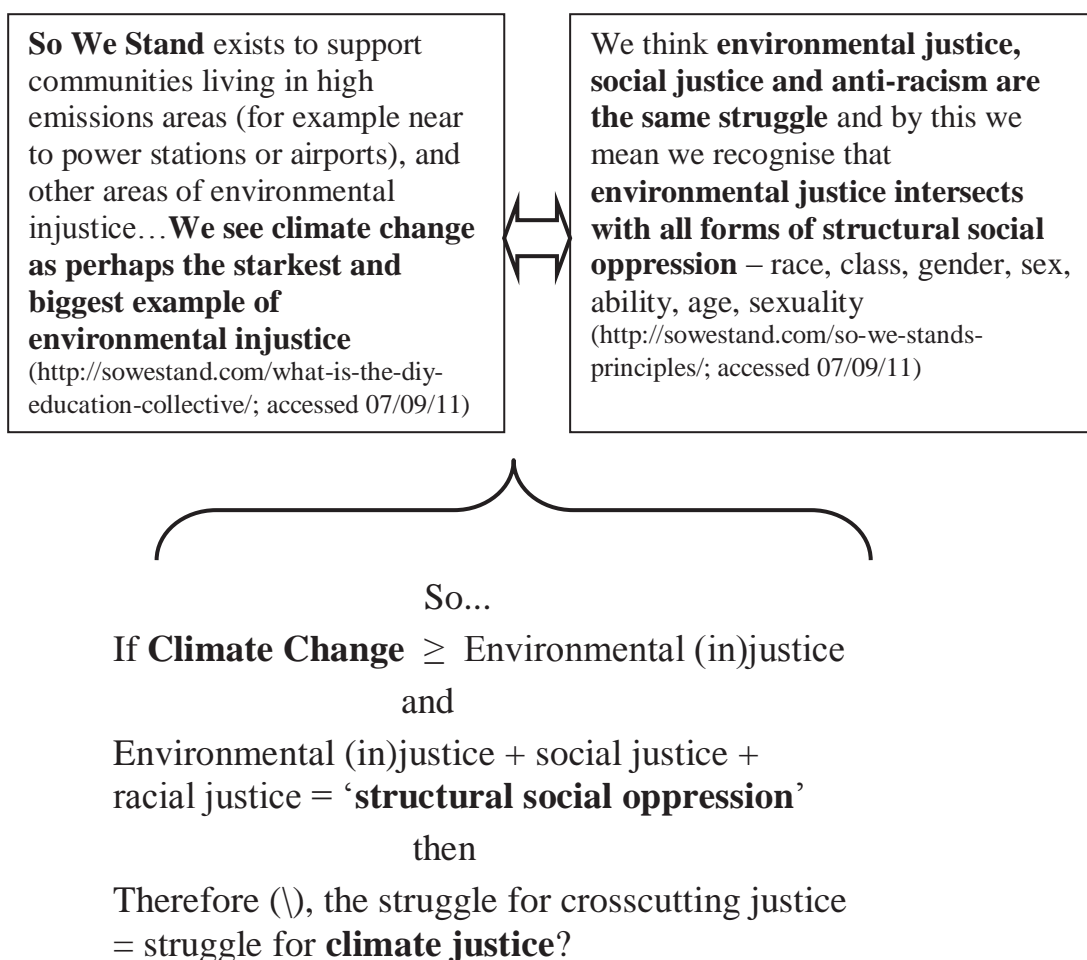 So We Stand exists to support
communities living in high
emissions areas (for example near
to power stations or airports), and
other areas of environmental
injustice…We see climate change
as perhaps the starkest and
biggest example of
environmental injustice
(http://sowestand.com/what-is-the-diy-
education-collective/; accessed 07/09/11)
We think environmental justice,
social justice and anti-racism are
the same struggle and by this we
mean we recognise that
environmental justice intersects
with all forms of structural social
oppression – race, class, gender, sex,
ability, age, sexuality
(http://sowestand.com/so-we-stands-
principles/; accessed 07/09/11)
So...
If Climate Change ≥ Environmental (in)justice
and
Environmental (in)justice + social justice +
racial justice = ‘structural social oppression’
then
Therefore (\), the struggle for crosscutting justice
= struggle for climate justice?